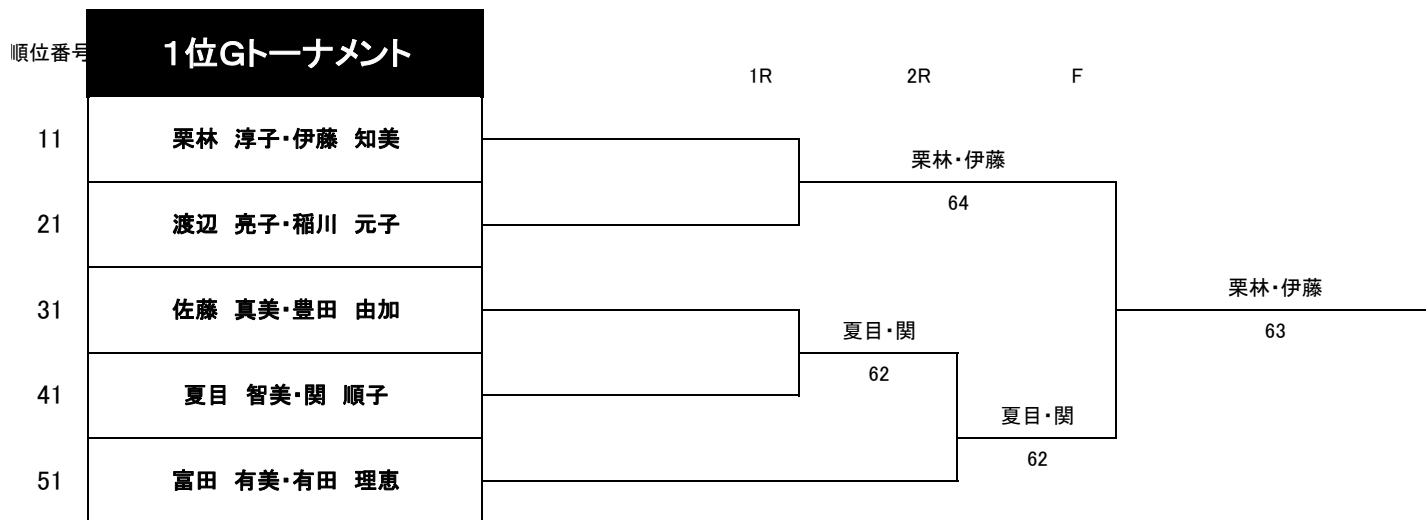 順位番号 1位Gトーナメント
1R 2R F
11 栗林 淳子・伊藤 知美
栗林・伊藤
64
21 渡辺 亮子・稲川 元子
栗林・伊藤
31 佐藤 真美・豊田 由加
夏目・関 63
62
41 夏目 智美・関 順子
夏目・関
62
51 富田 有美・有田 理恵